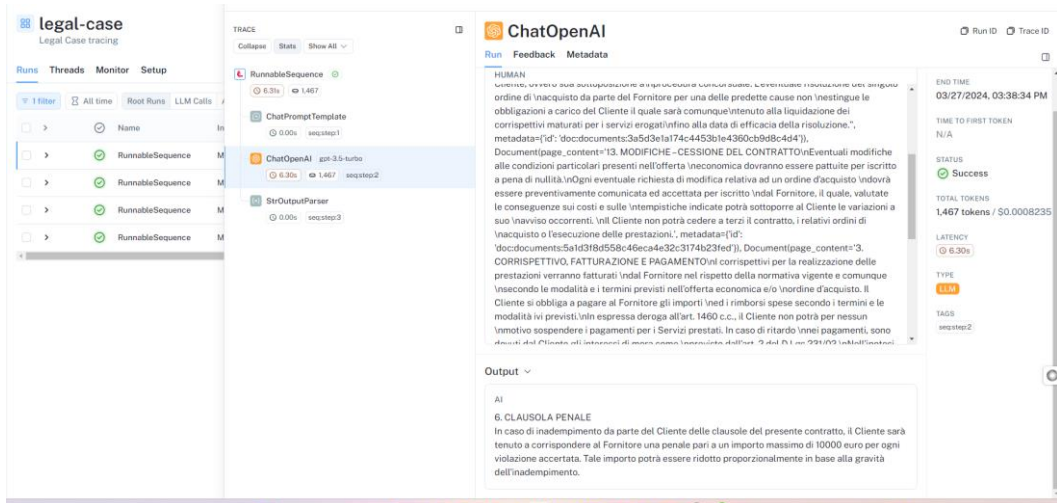 legal-case
Legal Case tracing
Runs Threads Monitor Setup
1 filter All time Root Runs LLM Calls
Name
RunnableSequence
RunnableSequence
RunnableSequence
RunnableSequence
TRACE
Collapse Stats Show All
RunnableSequence
6.31s 1,467
ChatPromptTemplate
0.00s seq:step:1
ChatOpenAI gpt-3.5-turbo
6.30s 1,467 seq:step:2
StrOutputParser
0.00s seq:step:3
ChatOpenAI
Run ID Trace ID
Run Feedback Metadata
HUMAN
ordine di \nacquisto da parte del Fornitore per una delle predette cause non \nestingue le
obbligazioni a carico del Cliente il quale sarà comunque\ntenuto alla liquidazione dei
corrispettivi maturati per i servizi erogati\nfino alla data di efficacia della risoluzione.",
metadata={'id': 'doc:documents:3a5d3e1a174c4453b1e4360cb9d8c4d4'}),
Document(page_content='13. MODIFICHE – CESSIONE DEL CONTRATTO\nEventuali modifiche
alle condizioni particolari presenti nell'offerta \neconomica dovranno essere pattuite per iscritto
a pena di nullità.\nOgni eventuale richiesta di modifica relativa ad un ordine d'acquisto \ndovrà
essere preventivamente comunicata ed accettata per iscritto \ndal Fornitore, il quale, valutate
le conseguenze sui costi e sulle \ntempistiche indicate potrà sottoporre al Cliente le variazioni a
suo \navviso occorrenti. \nIl Cliente non potrà cedere a terzi il contratto, i relativi ordini di
\nacquisto o l'esecuzione delle prestazioni.', metadata={'id':
'doc:documents:5a1d3f8d558c46eca4e32c3174b23fed'}), Document(page_content='3.
CORRISPETTIVO, FATTURAZIONE E PAGAMENTO\nI corrispettivi per la realizzazione delle
prestazioni verranno fatturati \ndal Fornitore nel rispetto della normativa vigente e comunque
\nsecondo le modalità e i termini previsti nell'offerta economica e/o \nordine d'acquisto. Il
Cliente si obbliga a pagare al Fornitore gli importi \ned i rimborsi spese secondo i termini e le
modalità ivi previsti.\nIn espressa deroga all'art. 1460 c.c., il Cliente non potrà per nessun
\nmotivo sospendere i pagamenti per i Servizi prestati. In caso di ritardo \nnei pagamenti, sono
Output
AI
6. CLAUSOLA PENALE
In caso di inadempimento da parte del Cliente delle clausole del presente contratto, il Cliente sarà
tenuto a corrispondere al Fornitore una penale pari a un importo massimo di 10000 euro per ogni
violazione accertata. Tale importo potrà essere ridotto proporzionalmente in base alla gravità
dell'inadempimento.
END TIME
03/27/2024, 03:38:34 PM
TIME TO FIRST TOKEN
N/A
STATUS
Success
TOTAL TOKENS
1,467 tokens / $0.0008235
LATENCY
6.30s
TYPE
LLM
TAGS
seq:step:2